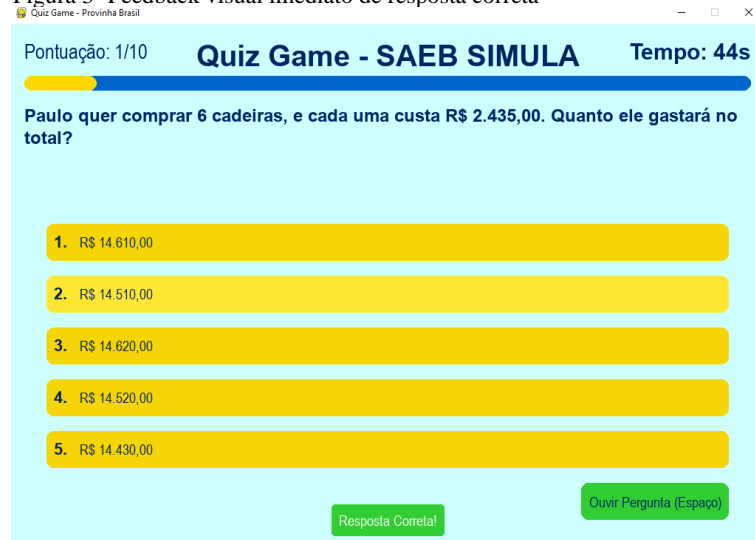 Figura 3- Feedback visual imediato de resposta correta
Quiz Game - Provinha Brasil
Pontuação: 1/10
Quiz Game - SAEB SIMULA
Tempo: 44s
Paulo quer comprar 6 cadeiras, e cada uma custa R$ 2.435,00. Quanto ele gastará no
total?
1. R$ 14.610,00
2. R$ 14.510,00
3. R$ 14.620,00
4. R$ 14.520,00
5. R$ 14.430,00
Ouvir Pergunta (Espaço)
Resposta Correta!